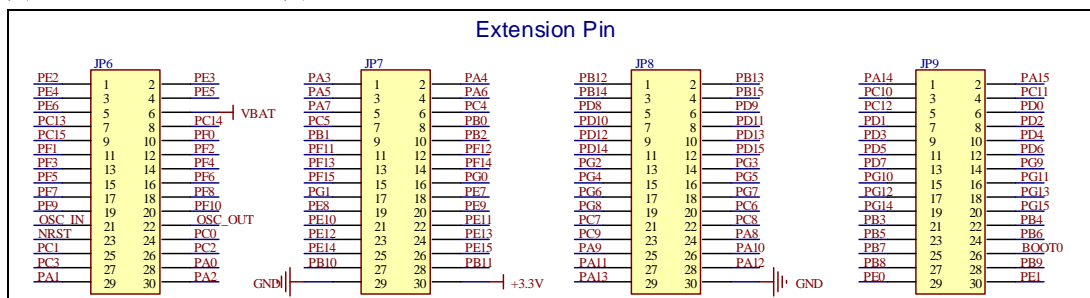 Extension Pin
JP6 JP7 JP8 JP9
PE2 1 2 PE3 PA3 1 2 PA4 PB12 1 2 PB13 PA14 1 2 PA15
PE4 3 4 PE5 PA5 3 4 PA6 PB14 3 4 PB15 PC10 3 4 PC11
PE6 5 6 VBAT PA7 5 6 PC4 PD8 5 6 PD9 PC12 5 6 PD0
PC13 7 8 PC14 PC5 7 8 PB0 PD10 7 8 PD11 PD1 7 8 PD2
PC15 9 10 PF0 PB1 9 10 PB2 PD12 9 10 PD13 PD3 9 10 PD4
PF1 11 12 PF2 PF11 11 12 PF12 PD14 11 12 PD15 PD5 11 12 PD6
PF3 13 14 PF4 PF13 13 14 PF14 PG2 13 14 PG3 PD7 13 14 PG9
PF5 15 16 PF6 PF15 15 16 PG0 PG4 15 16 PG5 PG10 15 16 PG11
PF7 17 18 PF8 PG1 17 18 PE7 PG6 17 18 PG7 PG12 17 18 PG13
PF9 19 20 PF10 PE8 19 20 PE9 PG8 19 20 PC6 PG14 19 20 PG15
OSC_IN 21 22 OSC_OUT PE10 21 22 PE11 PC7 21 22 PC8 PB3 21 22 PB4
NRST 23 24 PC0 PE12 23 24 PE13 PC9 23 24 PA8 PB5 23 24 PB6
PC1 25 26 PC2 PE14 25 26 PE15 PA9 25 26 PA10 PB7 25 26 BOOT0
PC3 27 28 PA0 PB10 27 28 PB11 PA11 27 28 PA12 PB8 27 28 PB9
PA1 29 30 PA2 GND 29 30 +3.3V PA13 29 30 GND PE0 29 30 PE1